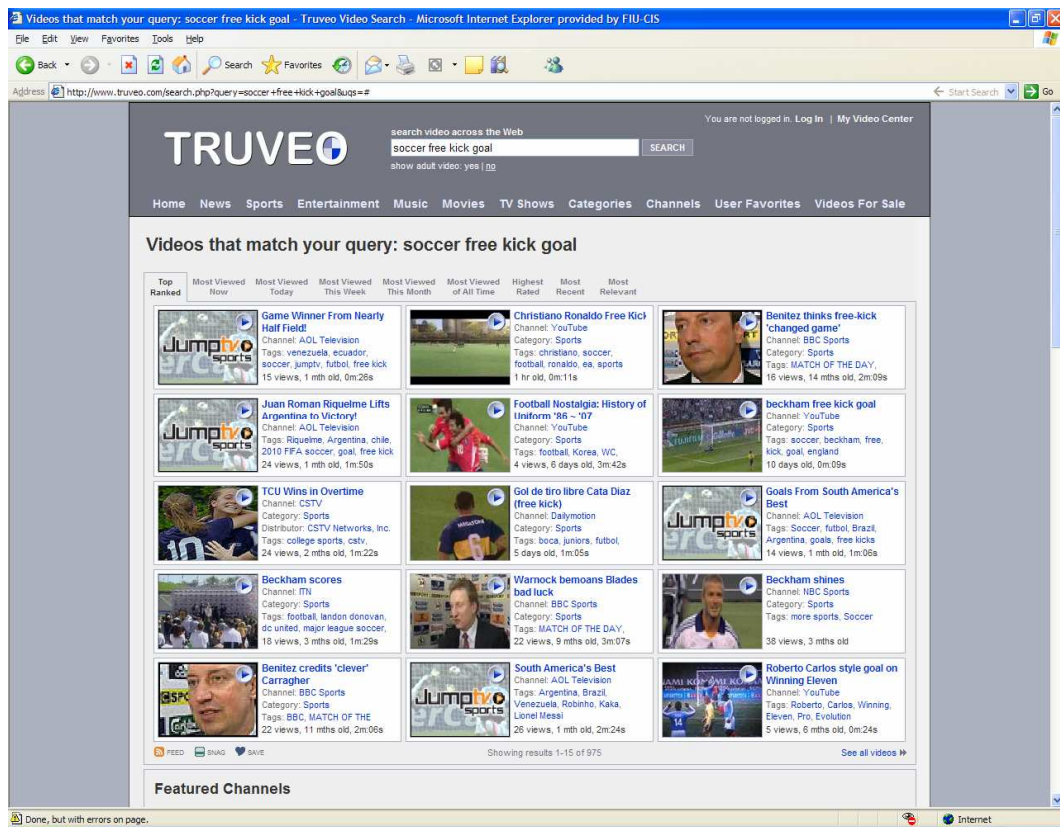 Videos that match your query: soccer free kick goal - Truveo Video Search - Microsoft Internet Explorer provided by FIU-CIS
File Edit View Favorites Tools Help
Back Search Favorites
Address http://www.truveo.com/search.php?query=soccer+free+kick+goal&uqs=# Start Search Go
You are not logged in. Log In | My Video Center
TRUVEO
search video across the Web
soccer free kick goal SEARCH
show adult video: yes | no
Home News Sports Entertainment Music Movies TV Shows Categories Channels User Favorites Videos For Sale
Videos that match your query: soccer free kick goal
Top Ranked
Most Viewed Now
Most Viewed Today
Most Viewed This Week
Most Viewed This Month
Most Viewed of All Time
Highest Rated
Most Recent
Most Relevant
Jumptv sports
Game Winner From Nearly
Half Field!
Channel: AOL Television
Tags: venezuela, ecuador,
soccer, jumptv, futbol, free kick
15 views, 1 mth old, 0m:26s
Christiano Ronaldo Free Kick
Channel: YouTube
Category: Sports
Tags: christiano, soccer,
football, ronaldo, ea, sports
1 hr old, 0m:11s
Benitez thinks free-kick
'changed game'
Channel: BBC Sports
Category: Sports
Tags: MATCH OF THE DAY,
16 views, 14 mths old, 2m:09s
Jumptv sports
Juan Roman Riquelme Lifts
Argentina to Victory!
Channel: AOL Television
Tags: Riquelme, Argentina, chile,
2010 FIFA soccer, goal, free kick
24 views, 1 mth old, 1m:50s
Football Nostalgia: History of
Uniform '86 ~ '07
Channel: YouTube
Category: Sports
Tags: football, Korea, WC,
4 views, 6 days old, 3m:42s
beckham free kick goal
Channel: YouTube
Category: Sports
Tags: soccer, beckham, free,
kick, goal, england
10 days old, 0m:09s
TCU Wins in Overtime
Channel: CSTV
Category: Sports
Distributor: CSTV Networks, Inc.
Tags: college sports, cstv,
24 views, 2 mths old, 1m:22s
Gol de tiro libre Cata Diaz
(free kick)
Channel: Dailymotion
Category: Sports
Tags: boca, juniors, futbol,
5 days old, 1m:05s
Jumptv sports
Goals From South America's
Best
Channel: AOL Television
Tags: Soccer, futbol, Brazil,
Argentina, goals, free kicks
14 views, 1 mth old, 1m:06s
Beckham scores
Channel: ITN
Category: Sports
Tags: football, landon donovan,
dc united, major league soccer,
18 views, 3 mths old, 1m:29s
Warnock bemoans Blades
bad luck
Channel: BBC Sports
Category: Sports
Tags: MATCH OF THE DAY,
22 views, 9 mths old, 3m:07s
Beckham shines
Channel: NBC Sports
Category: Sports
Tags: more sports, Soccer
38 views, 3 mths old
Benitez credits 'clever'
Carragher
Channel: BBC Sports
Category: Sports
Tags: BBC, MATCH OF THE
22 views, 11 mths old, 2m:06s
Jumptv sports
South America's Best
Channel: AOL Television
Tags: Argentina, Brazil,
Venezuela, Robinho, Kaka,
Lionel Messi
26 views, 1 mth old, 2m:24s
Roberto Carlos style goal on
Winning Eleven
Channel: YouTube
Tags: Roberto, Carlos, Winning,
Eleven, Pro, Evolution
5 views, 6 mths old, 0m:24s
FEED SNAG SAVE Showing results 1-15 of 975 See all videos
Featured Channels
Done, but with errors on page. Internet